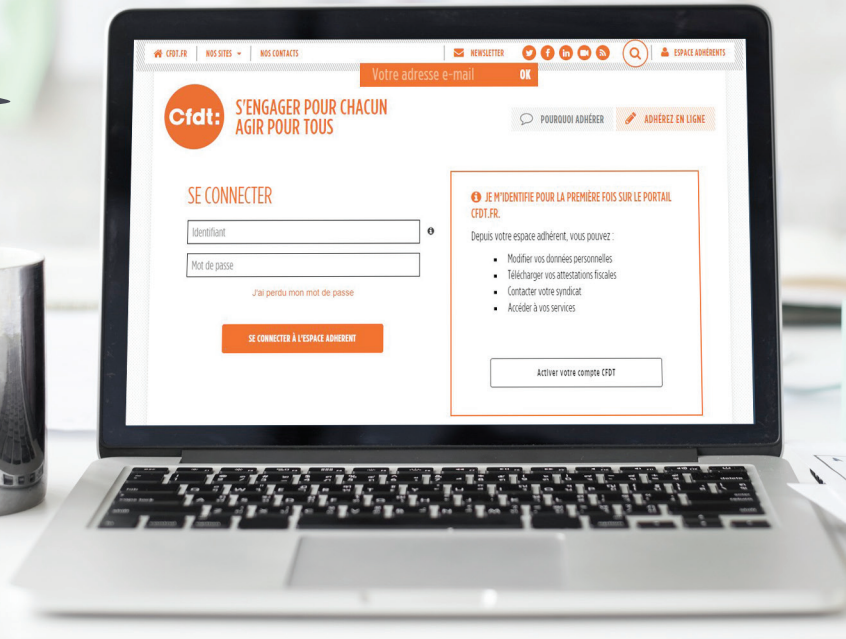 CFDT.FR NOS SITES NOS CONTACTS NEWSLETTER ESPACE ADHÉRENTS
Votre adresse e-mail OK
Cfdt:
S'ENGAGER POUR CHACUN
AGIR POUR TOUS
POURQUOI ADHÉRER ADHÉREZ EN LIGNE
SE CONNECTER
Identifiant
Mot de passe
J'ai perdu mon mot de passe
SE CONNECTER À L'ESPACE ADHERENT
JE M'IDENTIFIE POUR LA PREMIÈRE FOIS SUR LE PORTAIL
CFDT.FR.
Depuis votre espace adhérent, vous pouvez :
Modifier vos données personnelles
Télécharger vos attestations fiscales
Contacter votre syndicat
Accéder à vos services
Activer votre compte CFDT